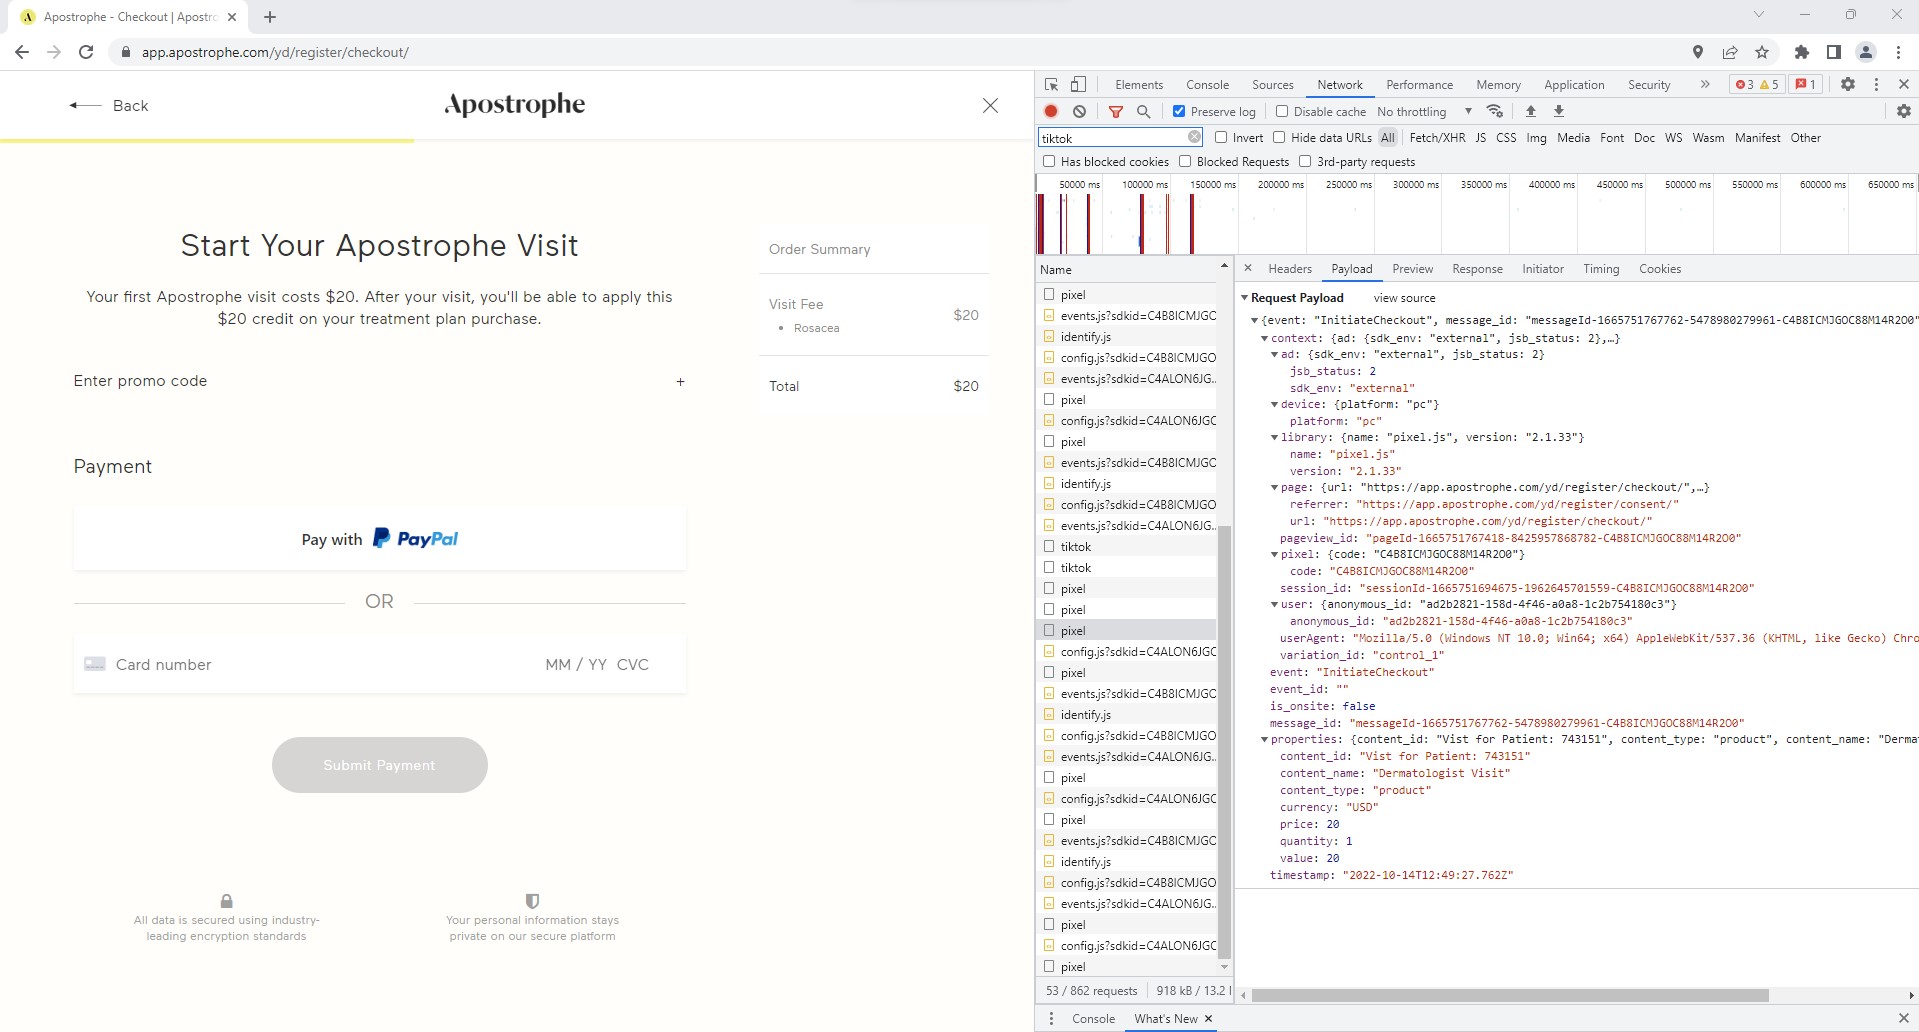 Apostrophe - Checkout | Apostro
app.apostrophe.com/yd/register/checkout/
Back
Apostrophe
Start Your Apostrophe Visit
Your first Apostrophe visit costs $20. After your visit, you'll be able to apply this
$20 credit on your treatment plan purchase.
Enter promo code +
Order Summary
Visit Fee
$20
• Rosacea
Total $20
Payment
Pay with PayPal
OR
Card number MM / YY CVC
Submit Payment
All data is secured using industry-
leading encryption standards
Your personal information stays
private on our secure platform
Elements Console Sources Network Performance Memory Application Security » 3 5 1
Preserve log Disable cache No throttling
tiktok Invert Hide data URLs All Fetch/XHR JS CSS Img Media Font Doc WS Wasm Manifest Other
Has blocked cookies Blocked Requests 3rd-party requests
50000 ms 100000 ms 150000 ms 200000 ms 250000 ms 300000 ms 350000 ms 400000 ms 450000 ms 500000 ms 550000 ms 600000 ms 650000 ms
Name
pixel
events.js?sdkid=C4B8ICMJGO
identify.js
config.js?sdkid=C4B8ICMJGO
events.js?sdkid=C4ALON6JG...
pixel
config.js?sdkid=C4ALON6JGC
pixel
events.js?sdkid=C4B8ICMJGO
identify.js
config.js?sdkid=C4B8ICMJGO
events.js?sdkid=C4ALON6JG...
tiktok
tiktok
pixel
pixel
pixel
config.js?sdkid=C4ALON6JGC
pixel
events.js?sdkid=C4B8ICMJGO
identify.js
config.js?sdkid=C4B8ICMJGO
events.js?sdkid=C4ALON6JG...
pixel
config.js?sdkid=C4ALON6JGC
pixel
events.js?sdkid=C4B8ICMJGO
identify.js
config.js?sdkid=C4B8ICMJGO
events.js?sdkid=C4ALON6JG...
pixel
config.js?sdkid=C4ALON6JGC
pixel
53 / 862 requests 918 kB / 13.2
Headers Payload Preview Response Initiator Timing Cookies
Request Payload view source
{event: "InitiateCheckout", message_id: "messageId-1665751767762-5478980279961-C4B8ICMJGOC88M14R2O0"
context: {ad: {sdk_env: "external", jsb_status: 2},…}
ad: {sdk_env: "external", jsb_status: 2}
jsb_status: 2
sdk_env: "external"
device: {platform: "pc"}
platform: "pc"
library: {name: "pixel.js", version: "2.1.33"}
name: "pixel.js"
version: "2.1.33"
page: {url: "https://app.apostrophe.com/yd/register/checkout/",…}
referrer: "https://app.apostrophe.com/yd/register/consent/"
url: "https://app.apostrophe.com/yd/register/checkout/"
pageview_id: "pageId-1665751767418-8425957868782-C4B8ICMJGOC88M14R2O0"
pixel: {code: "C4B8ICMJGOC88M14R2O0"}
code: "C4B8ICMJGOC88M14R2O0"
session_id: "sessionId-1665751694675-1962645701559-C4B8ICMJGOC88M14R2O0"
user: {anonymous_id: "ad2b2821-158d-4f46-a0a8-1c2b754180c3"}
anonymous_id: "ad2b2821-158d-4f46-a0a8-1c2b754180c3"
userAgent: "Mozilla/5.0 (Windows NT 10.0; Win64; x64) AppleWebKit/537.36 (KHTML, like Gecko) Chro
variation_id: "control_1"
event: "InitiateCheckout"
event_id: ""
is_onsite: false
message_id: "messageId-1665751767762-5478980279961-C4B8ICMJGOC88M14R2O0"
properties: {content_id: "Vist for Patient: 743151", content_type: "product", content_name: "Derma
content_id: "Vist for Patient: 743151"
content_name: "Dermatologist Visit"
content_type: "product"
currency: "USD"
price: 20
quantity: 1
value: 20
timestamp: "2022-10-14T12:49:27.762Z"
Console What's New